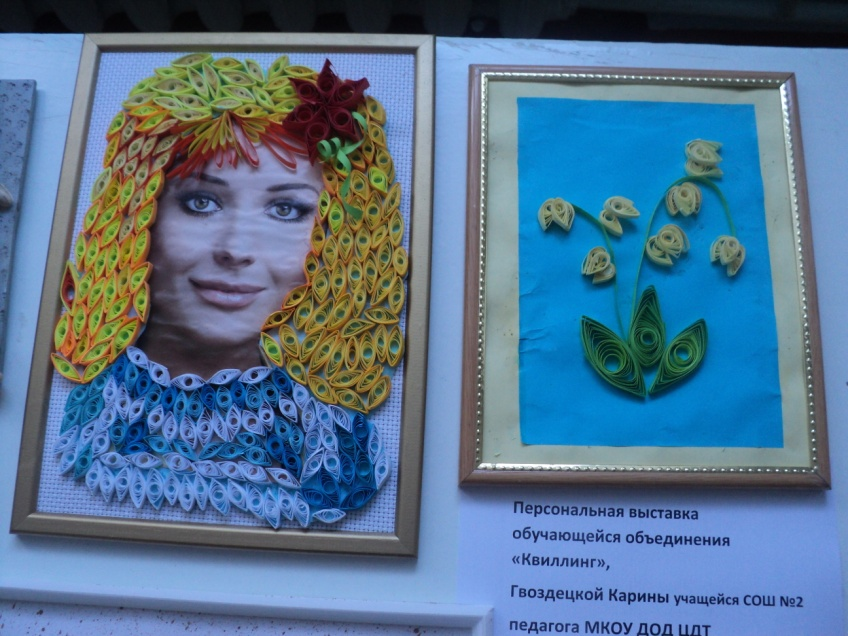 Персональная выставка
обучающейся объединения
«Квиллинг»,
Гвоздецкой Карины учащейся СОШ №2
педагога МКОУ ДОД ЦДТ